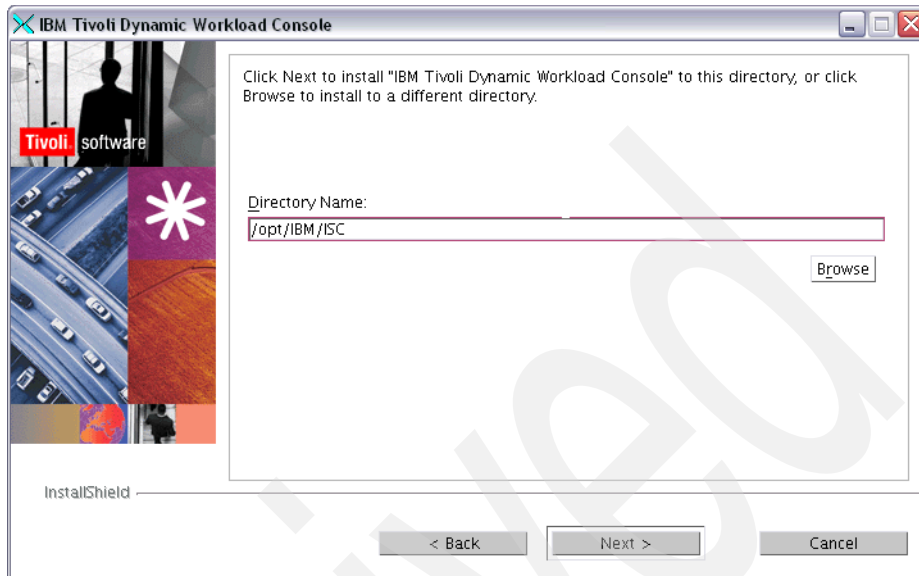 IBM Tivoli Dynamic Workload Console
Click Next to install "IBM Tivoli Dynamic Workload Console" to this directory, or click
Browse to install to a different directory.
Tivoli. software
Directory Name:
/opt/IBM/ISC
Browse
InstallShield
< Back
Next >
Cancel